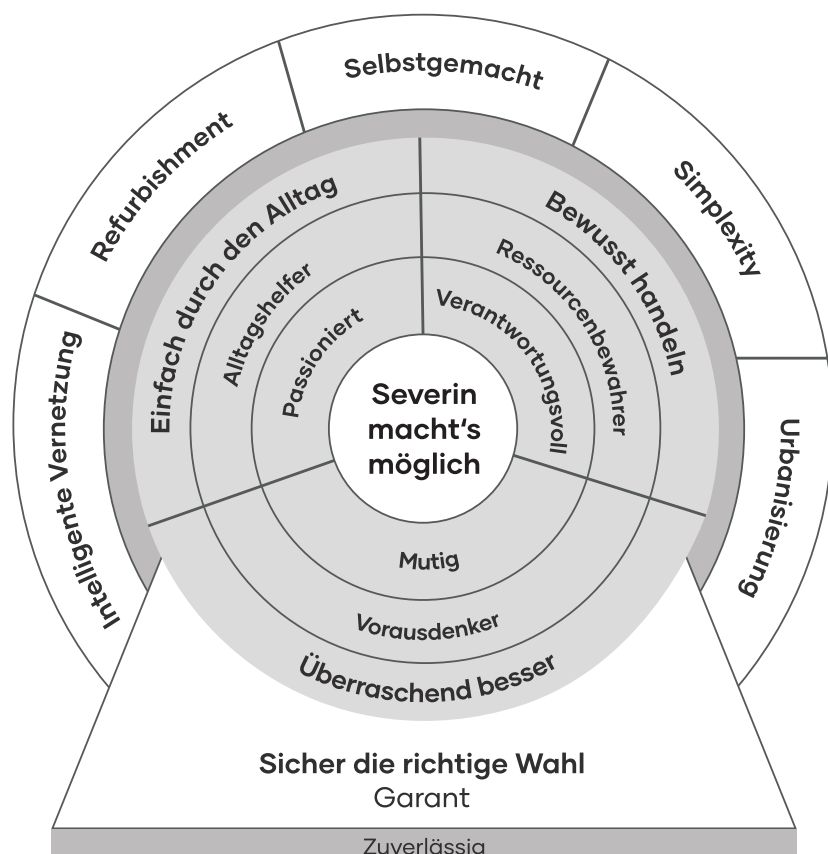 Selbstgemacht
Refurbishment
Simplexity
Intelligente Vernetzung
Urbanisierung
Einfach durch den Alltag
Bewusst handeln
Alltagshelfer
Ressourcenbewahrer
Passioniert
Verantwortungsvoll
Severin
macht‘s
möglich
Mutig
Vorausdenker
Überraschend besser
Sicher die richtige Wahl
Garant
Zuverlässig